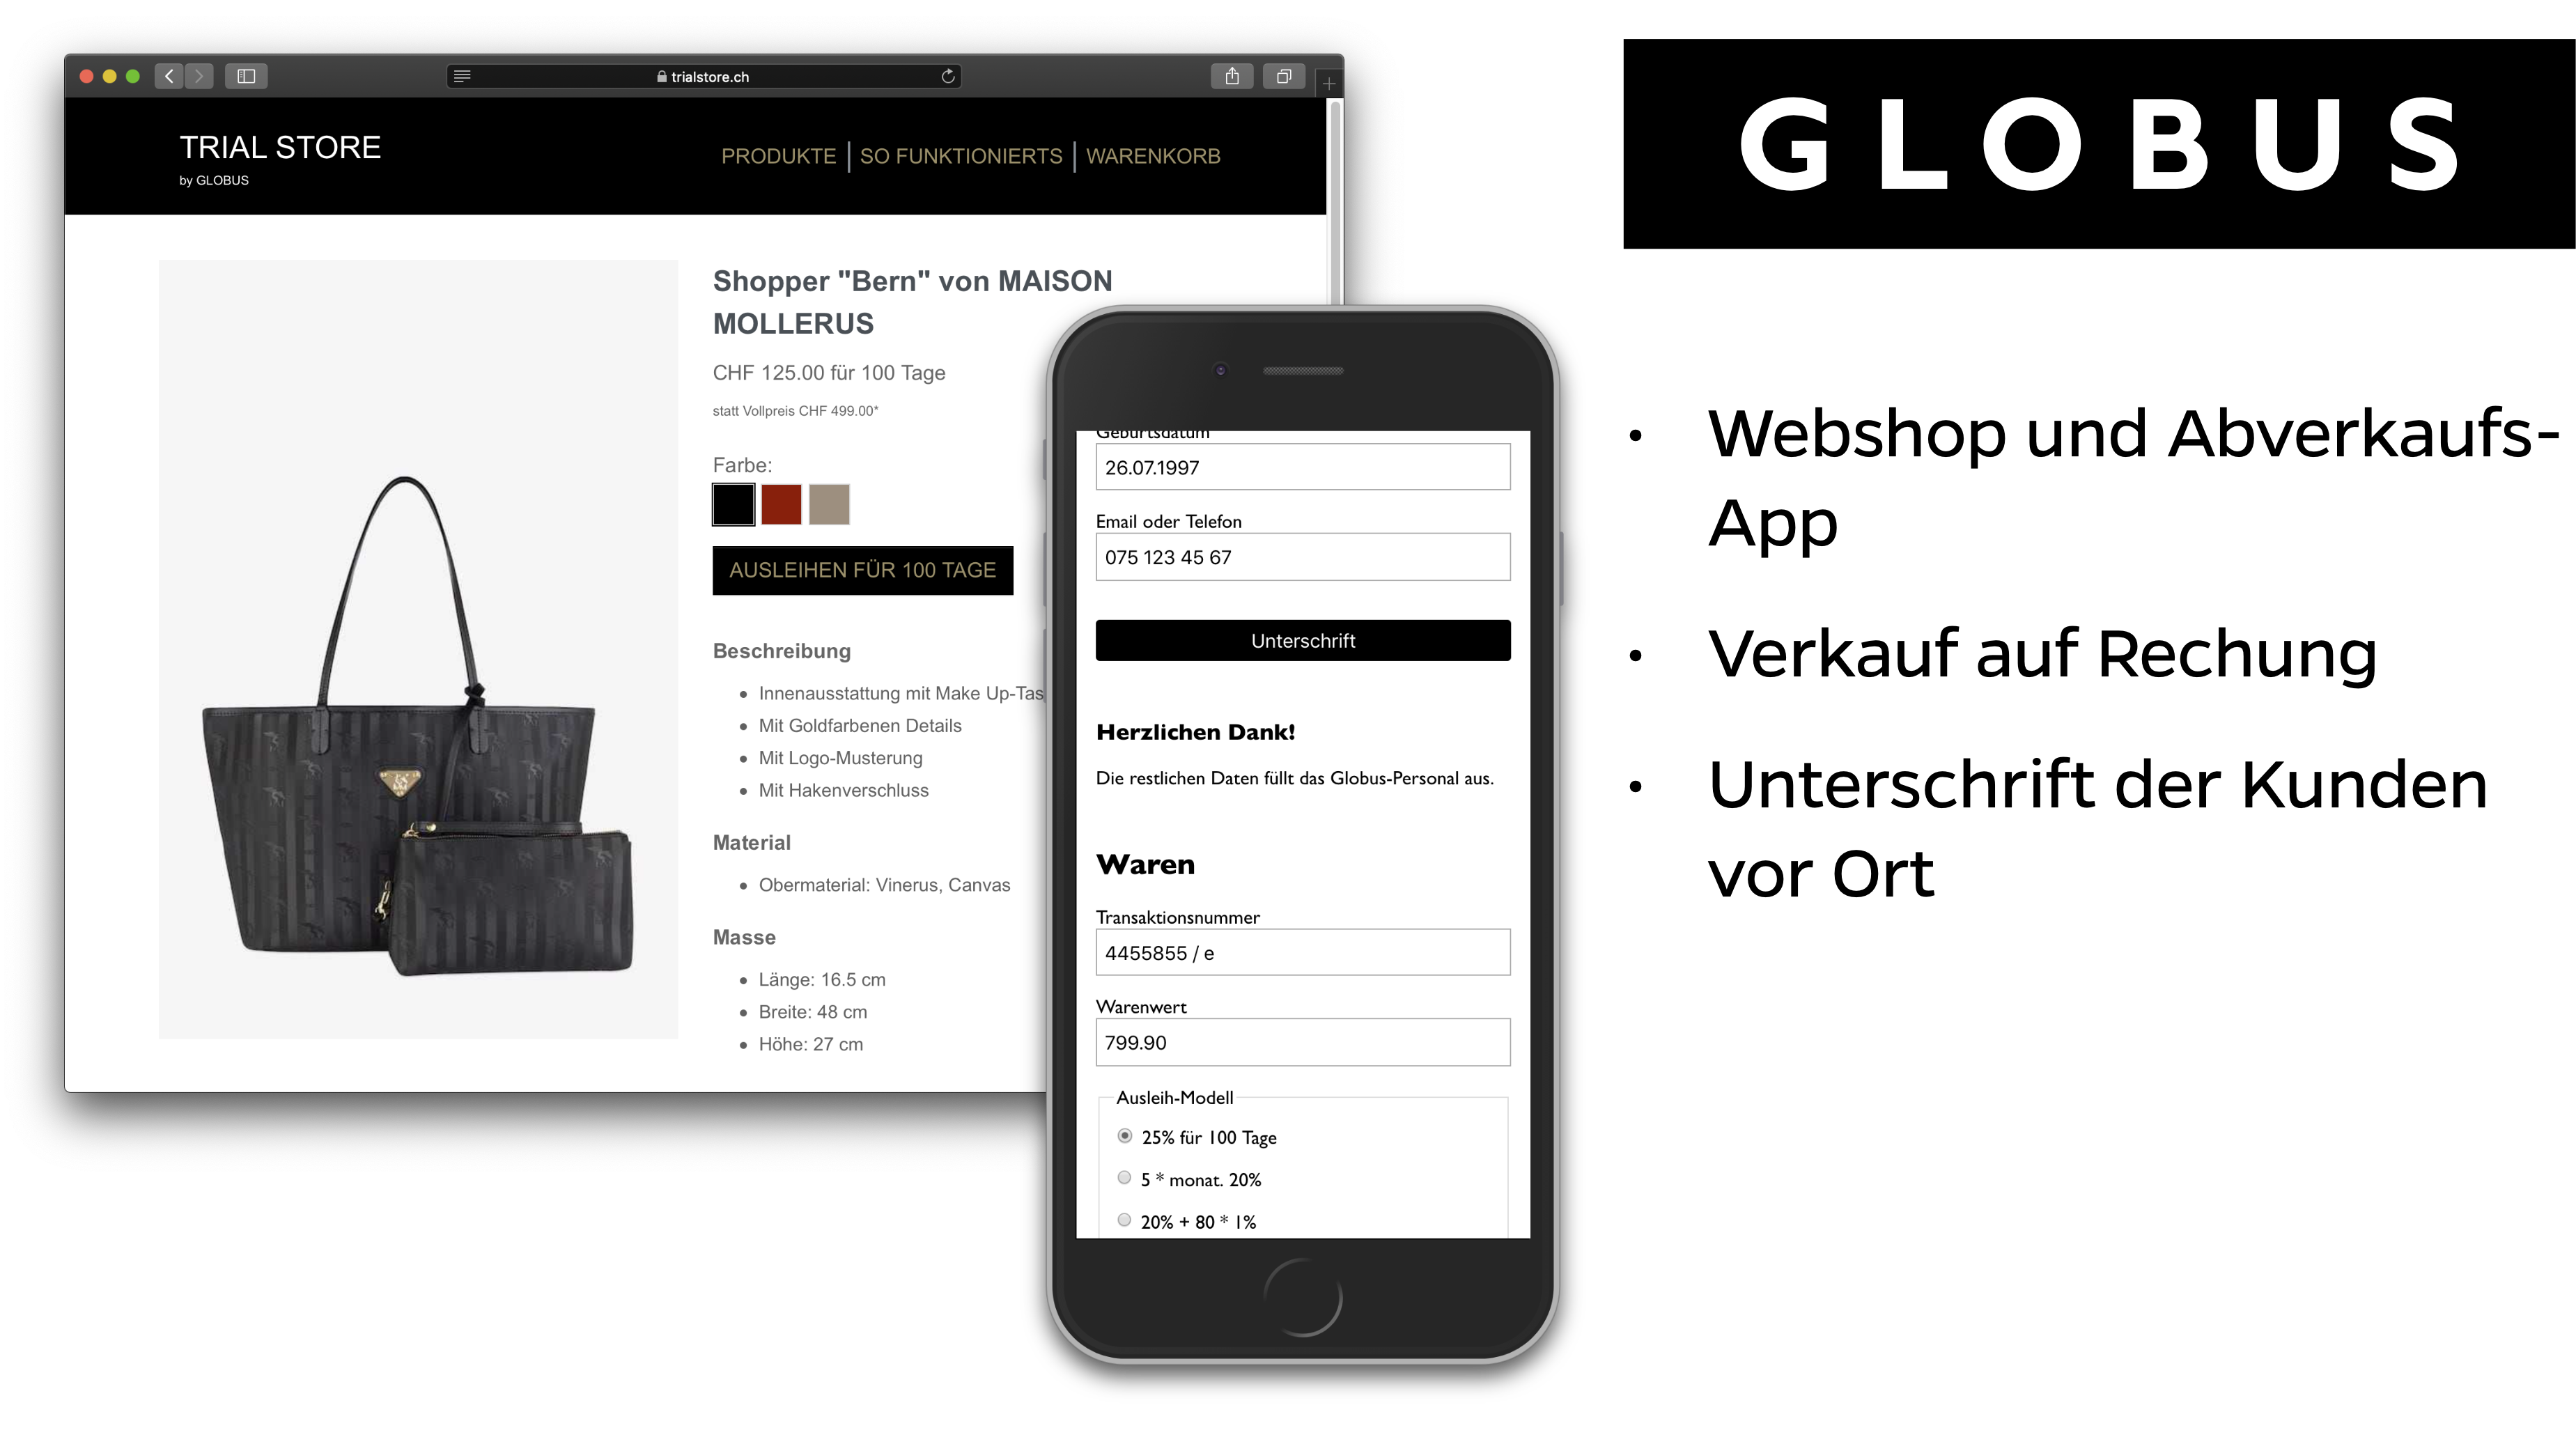 trialstore.ch
TRIAL STORE
by GLOBUS
PRODUKTE
SO FUNKTIONIERTS
WARENKORB
Shopper "Bern" von MAISON
MOLLERUS
CHF 125.00 für 100 Tage
statt Vollpreis CHF 499.00*
Farbe:
AUSLEIHEN FÜR 100 TAGE
Beschreibung
• Innenausstattung mit Make Up-Tas
• Mit Goldfarbenen Details
• Mit Logo-Musterung
• Mit Hakenverschluss
Material
• Obermaterial: Vinerus, Canvas
Masse
• Länge: 16.5 cm
• Breite: 48 cm
• Höhe: 27 cm
Geburtsdatum
26.07.1997
Email oder Telefon
075 123 45 67
Unterschrift
Herzlichen Dank!
Die restlichen Daten füllt das Globus-Personal aus.
Waren
Transaktionsnummer
4455855 / e
Warenwert
799.90
Ausleih-Modell
25% für 100 Tage
5 * monat. 20%
20% + 80 * 1%
GLOBUS
• Webshop und Abverkaufs-
App
• Verkauf auf Rechung
• Unterschrift der Kunden
vor Ort